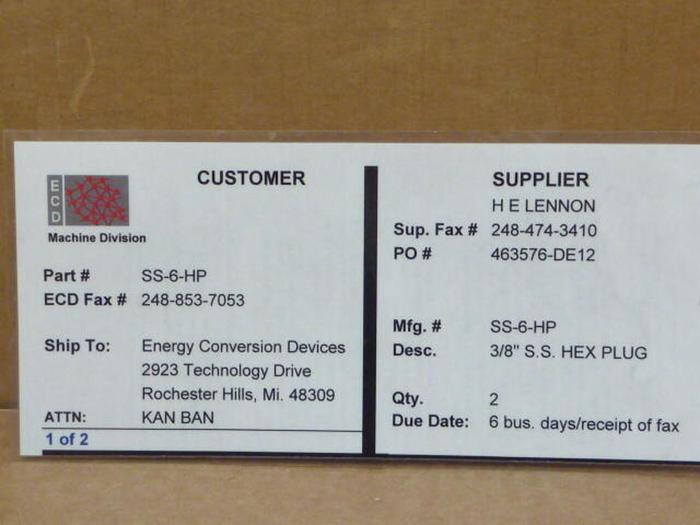 ECD
Machine Division
CUSTOMER
Part # SS-6-HP
ECD Fax # 248-853-7053
Ship To: Energy Conversion Devices
2923 Technology Drive
Rochester Hills, Mi. 48309
ATTN: KAN BAN
1 of 2
SUPPLIER
H E LENNON
Sup. Fax # 248-474-3410
PO # 463576-DE12
Mfg. # SS-6-HP
Desc. 3/8" S.S. HEX PLUG
Qty. 2
Due Date: 6 bus. days/receipt of fax